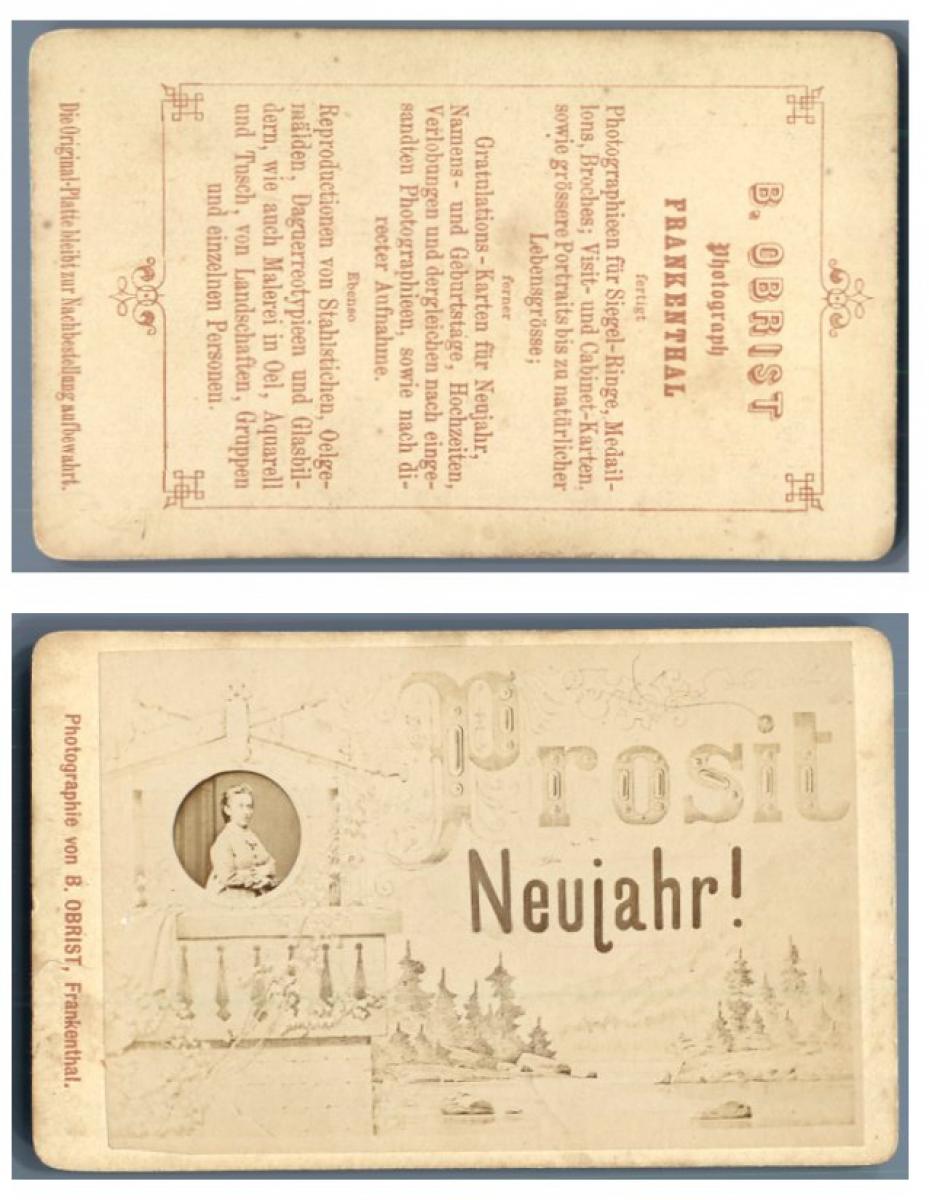 B. OBRIST
Photograph
FRANKENTHAL
fertigt
Photographieen für Siegel-Ringe, Medail-
lons, Broches; Visit- und Cabinet-Karten,
sowie grössere Portraits bis zu natürlicher
Lebensgrösse;
ferner
Gratulations-Karten für Neujahr,
Namens- und Geburtstage, Hochzeiten,
Verlobungen und dergleichen nach einge-
sandten Photographieen, sowie nach di-
recter Aufnahme.
Ebenso
Reproductionen von Stahlstichen, Oelge-
mälden, Daguerreotypieen und Glasbil-
dern, wie auch Malerei in Oel, Aquarell
und Tusch, von Landschaften, Gruppen
und einzelnen Personen.
Die Original-Platte bleibt zur Nachbestellung aufbewahrt.
Prosit
Neujahr!
Photographie von B. OBRIST, Frankenthal.